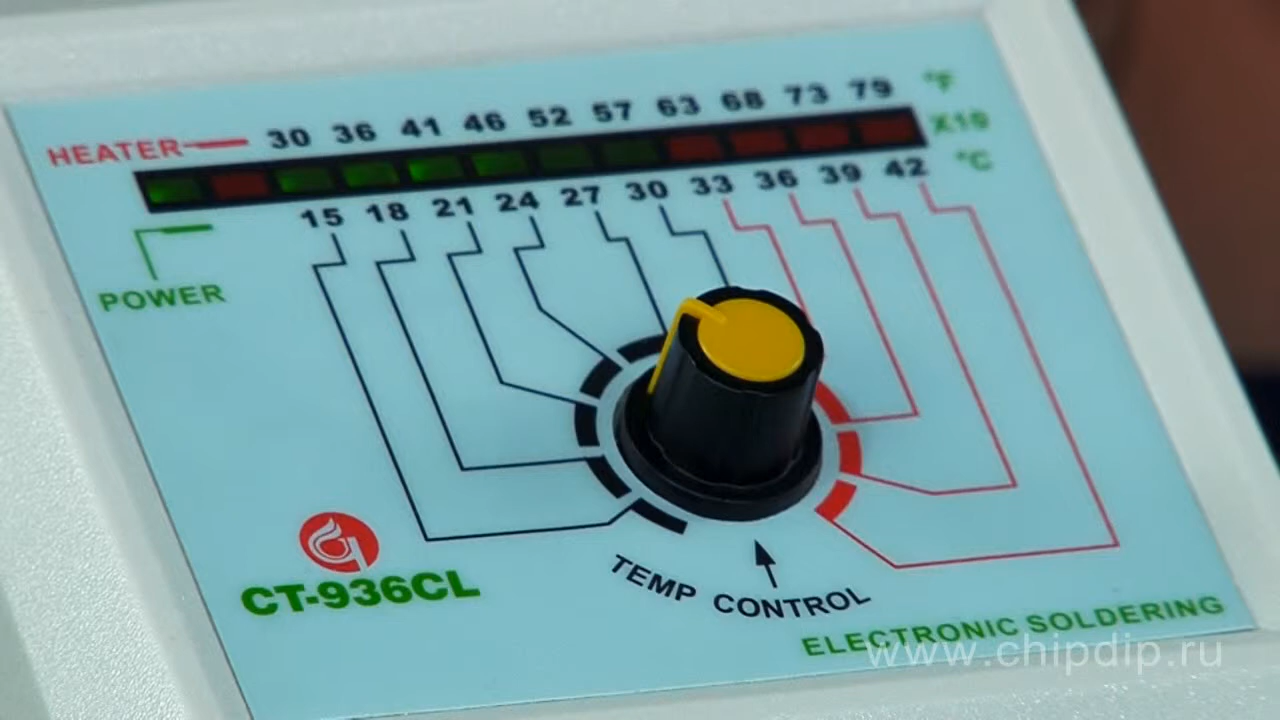 30 36 41 46 52 57 63 68 73 79 °F
HEATER
X10
15 18 21 24 27 30 33 36 39 42 °C
POWER
CT-936CL
TEMP CONTROL
ELECTRONIC SOLDERING
www.chipdip.ru